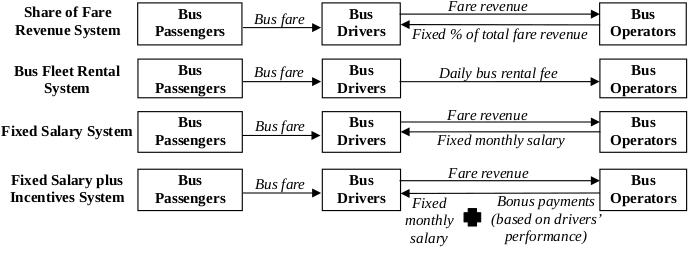 Share of Fare
Revenue System
Bus
Passengers
Bus fare
Bus
Drivers
Fare revenue
Fixed % of total fare revenue
Bus
Operators
Bus Fleet Rental
System
Bus
Passengers
Bus fare
Bus
Drivers
Daily bus rental fee
Bus
Operators
Fixed Salary System
Bus
Passengers
Bus fare
Bus
Drivers
Fare revenue
Fixed monthly salary
Bus
Operators
Fixed Salary plus
Incentives System
Bus
Passengers
Bus fare
Bus
Drivers
Fare revenue
Fixed
monthly
salary
Bonus payments
(based on drivers’
performance)
Bus
Operators